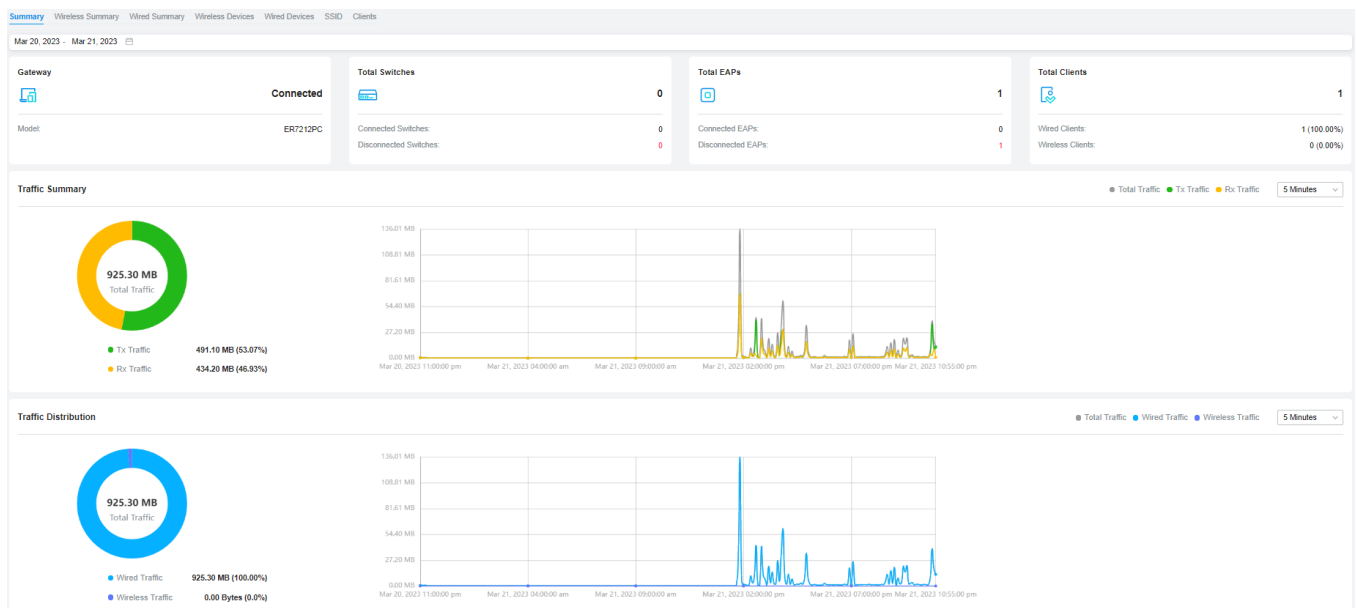 Summary Wireless Summary Wired Summary Wireless Devices Wired Devices SSID Clients
Mar 20, 2023 - Mar 21, 2023
Gateway
Connected
Model: ER7212PC
Total Switches
0
Connected Switches: 0
Disconnected Switches: 0
Total EAPs
1
Connected EAPs: 0
Disconnected EAPs: 1
Total Clients
1
Wired Clients: 1 (100.00%)
Wireless Clients: 0 (0.00%)
Traffic Summary
Total Traffic Tx Traffic Rx Traffic 5 Minutes
925.30 MB
Total Traffic
Tx Traffic 491.10 MB (53.07%)
Rx Traffic 434.20 MB (46.93%)
136.01 MB
108.81 MB
81.61 MB
54.40 MB
27.20 MB
0.00 MB
Mar 20, 2023 11:00:00 pm Mar 21, 2023 04:00:00 am Mar 21, 2023 09:00:00 am Mar 21, 2023 02:00:00 pm Mar 21, 2023 07:00:00 pm Mar 21, 2023 10:55:00 pm
Traffic Distribution
Total Traffic Wired Traffic Wireless Traffic 5 Minutes
925.30 MB
Total Traffic
Wired Traffic 925.30 MB (100.00%)
Wireless Traffic 0.00 Bytes (0.0%)
136.01 MB
108.81 MB
81.61 MB
54.40 MB
27.20 MB
0.00 MB
Mar 20, 2023 11:00:00 pm Mar 21, 2023 04:00:00 am Mar 21, 2023 09:00:00 am Mar 21, 2023 02:00:00 pm Mar 21, 2023 07:00:00 pm Mar 21, 2023 10:55:00 pm